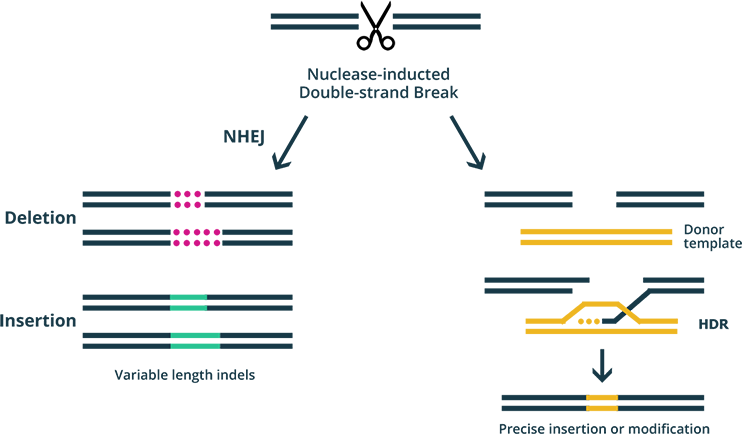 Nuclease-inducted
Double-strand Break
NHEJ
Deletion
Donor
template
Insertion
HDR
Variable length indels
Precise insertion or modification